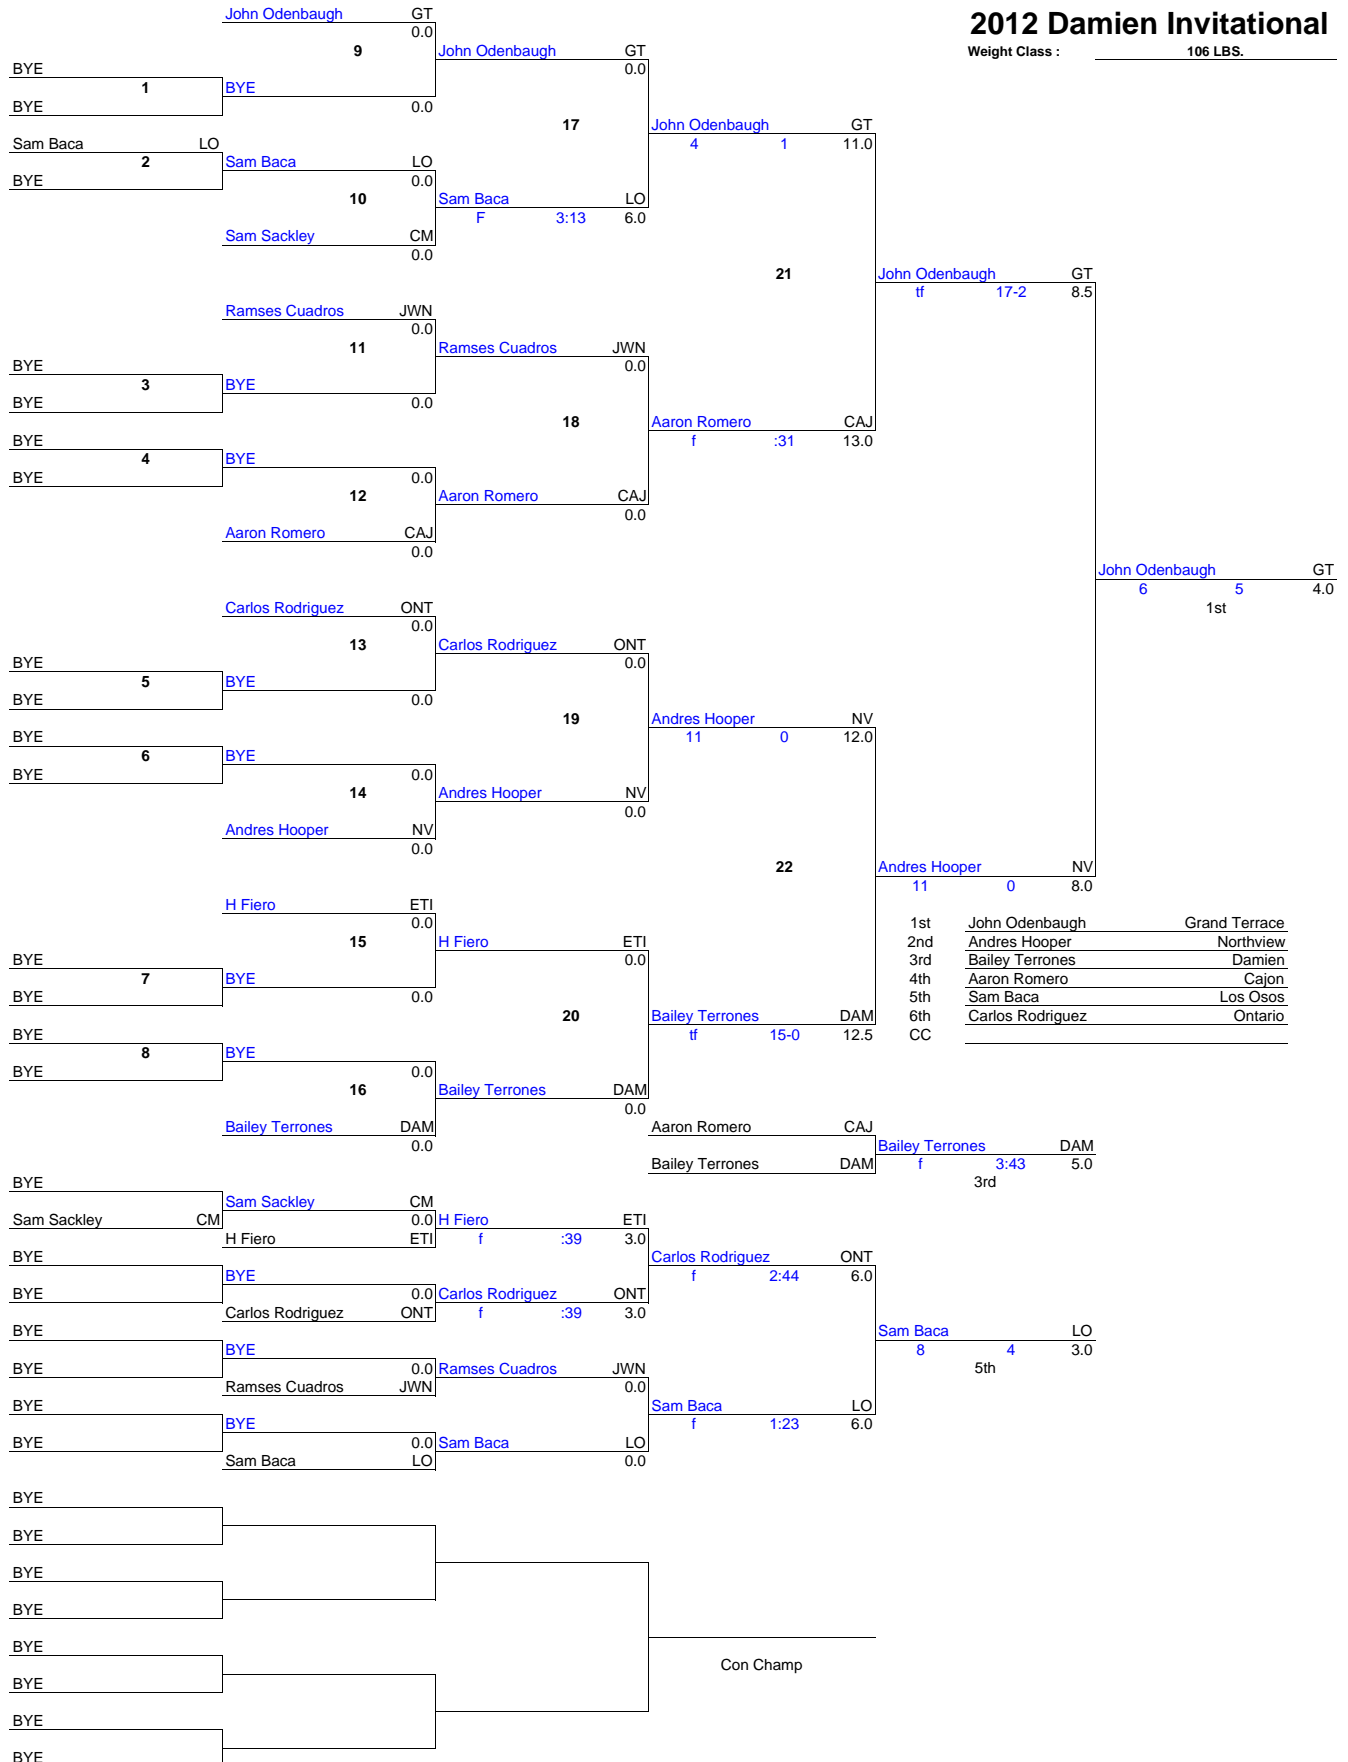 John Odenbaugh GT
2012 Damien Invitational
0.0
9 John Odenbaugh GT
Weight Class : 106 LBS.
BYE 0.0
1 BYE
BYE 0.0
17 John Odenbaugh GT
Sam Baca LO 4 1 11.0
2 Sam Baca LO
BYE 0.0
10 Sam Baca LO
F 3:13 6.0
Sam Sackley CM
0.0
21 John Odenbaugh GT
tf 17-2 8.5
Ramses Cuadros JWN
0.0
11 Ramses Cuadros JWN
BYE 0.0
3 BYE
BYE 0.0
18 Aaron Romero CAJ
BYE f :31 13.0
4 BYE
BYE 0.0
12 Aaron Romero CAJ
0.0
Aaron Romero CAJ
0.0
John Odenbaugh GT
6 5 4.0
1st
Carlos Rodriguez ONT
0.0
13 Carlos Rodriguez ONT
BYE 0.0
5 BYE
BYE 0.0
19 Andres Hooper NV
BYE 11 0 12.0
6 BYE
BYE 0.0
14 Andres Hooper NV
0.0
Andres Hooper NV
0.0
22 Andres Hooper NV
11 0 8.0
H Fiero ETI
0.0
1st John Odenbaugh Grand Terrace
15 H Fiero ETI
2nd Andres Hooper Northview
BYE 0.0
3rd Bailey Terrones Damien
7 BYE
4th Aaron Romero Cajon
BYE 0.0
5th Sam Baca Los Osos
20 Bailey Terrones DAM
6th Carlos Rodriguez Ontario
BYE tf 15-0 12.5
CC
8 BYE
BYE 0.0
16 Bailey Terrones DAM
0.0
Bailey Terrones DAM
0.0
Aaron Romero CAJ
Bailey Terrones DAM
Bailey Terrones DAM
f 3:43 5.0
3rd
BYE
Sam Sackley CM
Sam Sackley CM 0.0 H Fiero ETI
H Fiero ETI f :39 3.0
BYE Carlos Rodriguez ONT
BYE f 2:44 6.0
BYE 0.0 Carlos Rodriguez ONT
Carlos Rodriguez ONT f :39 3.0
BYE Sam Baca LO
BYE 8 4 3.0
BYE 0.0 Ramses Cuadros JWN
5th
Ramses Cuadros JWN 0.0
BYE Sam Baca LO
BYE f 1:23 6.0
BYE 0.0 Sam Baca LO
Sam Baca LO 0.0
BYE
BYE
BYE
BYE
BYE
Con Champ
BYE
BYE
BYE